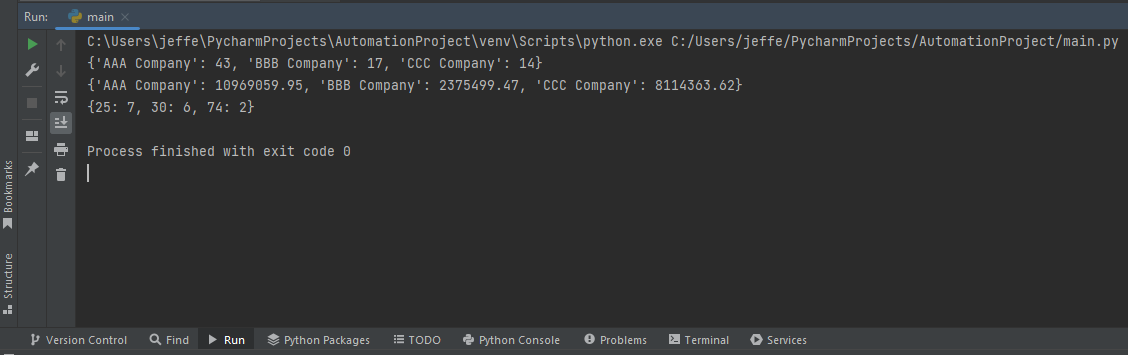 Run: main
C:\Users\jeffe\PycharmProjects\AutomationProject\venv\Scripts\python.exe C:/Users/jeffe/PycharmProjects/AutomationProject/main.py
{'AAA Company': 43, 'BBB Company': 17, 'CCC Company': 14}
{'AAA Company': 10969059.95, 'BBB Company': 2375499.47, 'CCC Company': 8114363.62}
{25: 7, 30: 6, 74: 2}
Process finished with exit code 0
Bookmarks
Structure
Version Control Find Run Python Packages TODO Python Console Problems Terminal Services